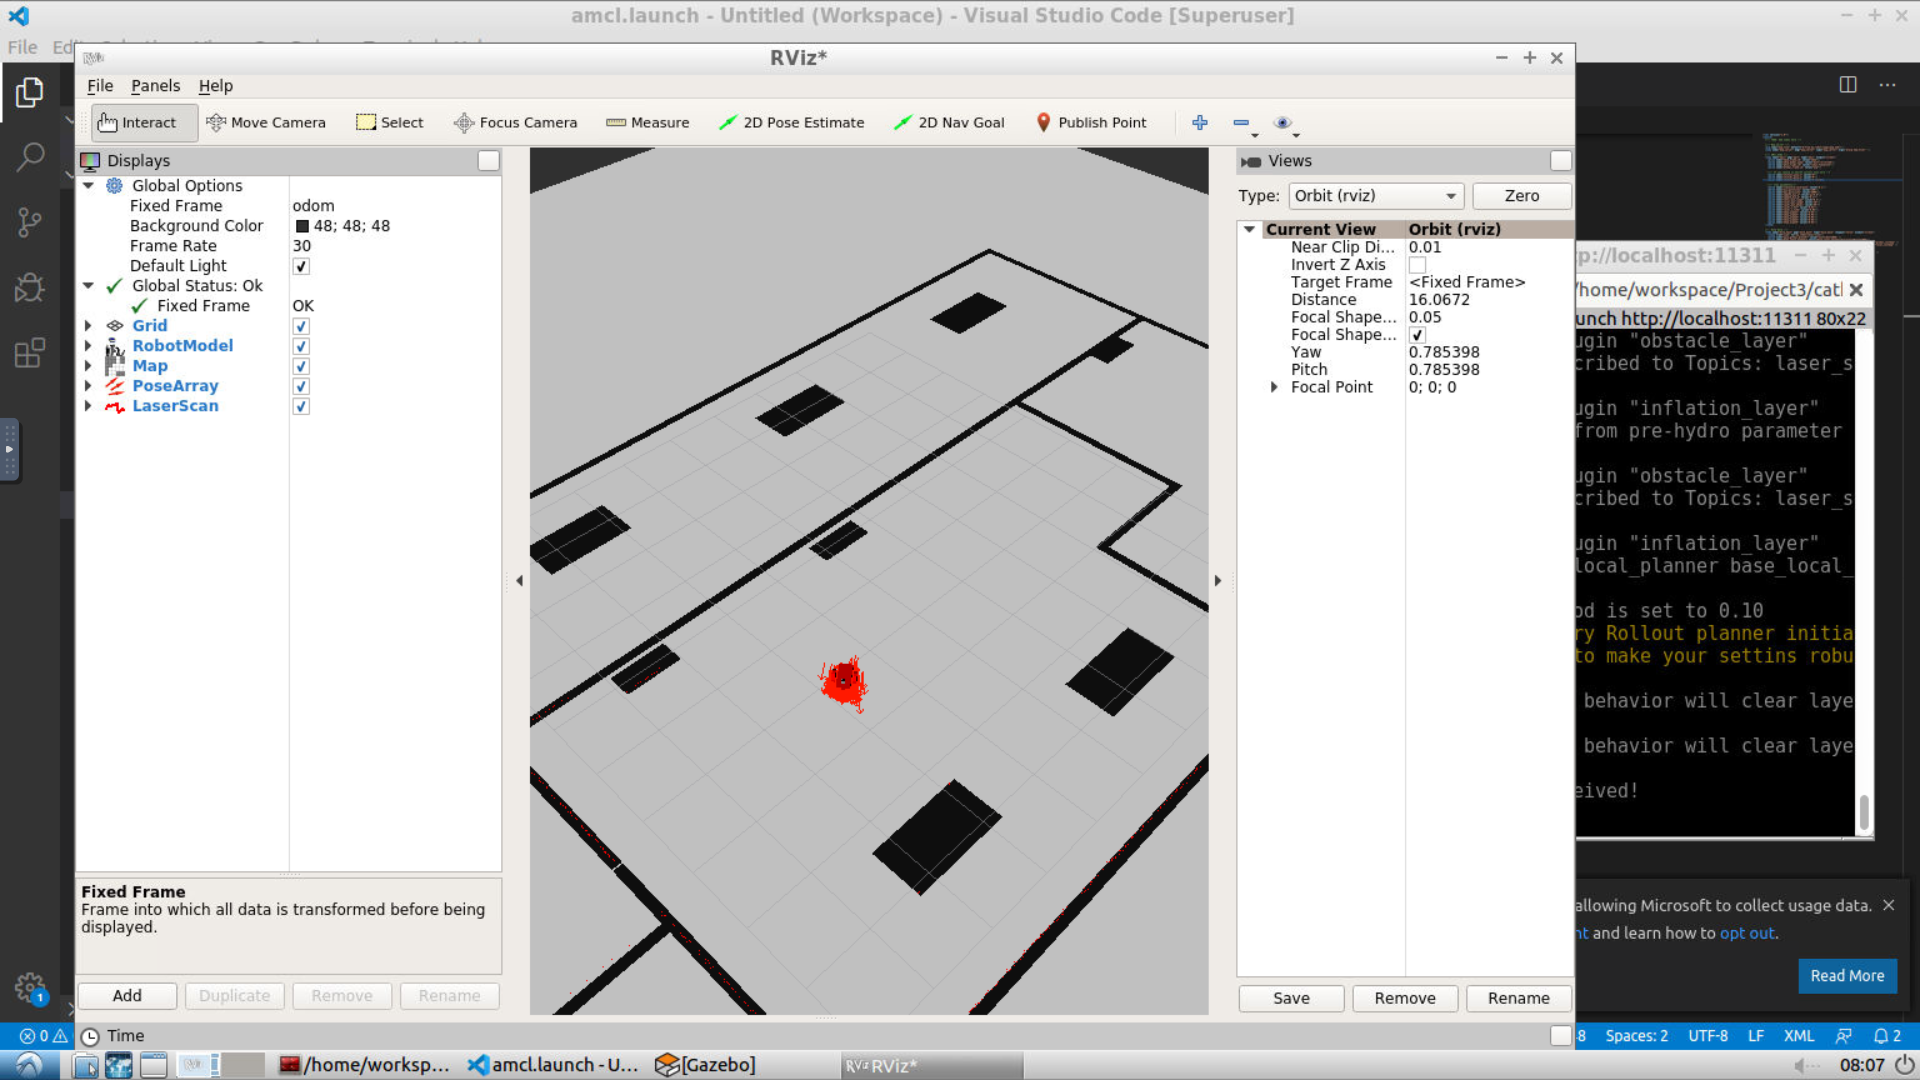 amcl.launch - Untitled (Workspace) - Visual Studio Code [Superuser]
File
RViz*
File Panels Help
Interact Move Camera Select Focus Camera Measure 2D Pose Estimate 2D Nav Goal Publish Point
Displays
Global Options
Fixed Frame odom
Background Color 48; 48; 48
Frame Rate 30
Default Light
Global Status: Ok
Fixed Frame OK
Grid
RobotModel
Map
PoseArray
LaserScan
Fixed Frame
Frame into which all data is transformed before being
displayed.
Add Duplicate Remove Rename
Time
Views
Type: Orbit (rviz) Zero
Current View Orbit (rviz)
Near Clip Di... 0.01
Invert Z Axis
Target Frame <Fixed Frame>
Distance 16.0672
Focal Shape... 0.05
Focal Shape...
Yaw 0.785398
Pitch 0.785398
Focal Point 0; 0; 0
Save Remove Rename
p://localhost:11311
/home/workspace/Project3/cat
unch http://localhost:11311 80x22
ugin "obstacle_layer"
cribed to Topics: laser_s
ugin "inflation_layer"
from pre-hydro parameter
ugin "obstacle_layer"
cribed to Topics: laser_s
ugin "inflation_layer"
local_planner base_local_
od is set to 0.10
ry Rollout planner initia
to make your settins robu
behavior will clear laye
behavior will clear laye
eived!
allowing Microsoft to collect usage data.
nt and learn how to opt out.
Read More
1
0
8 Spaces: 2 UTF-8 LF XML 2
/home/worksp... amcl.launch - U... [Gazebo] RViz* 08:07